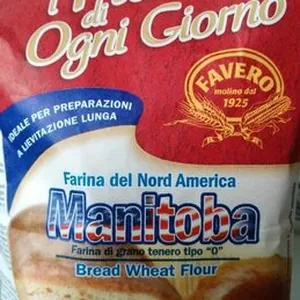 di
Ogni Giorno
FAVERO
molino dal
1925
IDEALE PER PREPARAZIONI
A LIEVITAZIONE LUNGA
Farina del Nord America
Manitoba
Farina di grano tenero tipo "0"
Bread Wheat Flour